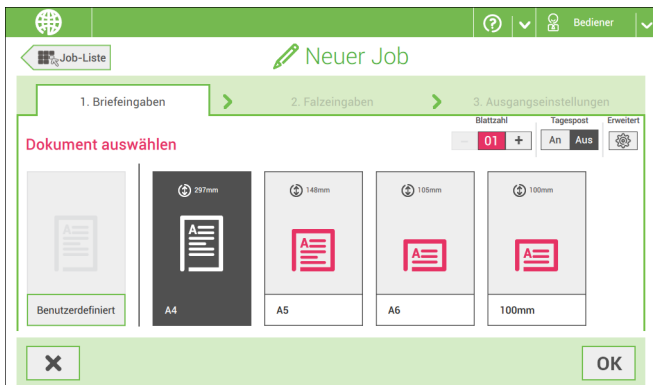 Bediener
Job-Liste
Neuer Job
1. Briefeingaben
2. Falzeingaben
3. Ausgangseinstellungen
Dokument auswählen
Blattzahl
Tagespost
Erweitert
− 01 +
An Aus
297mm
148mm
105mm
100mm
Benutzerdefiniert
A4
A5
A6
100mm
OK